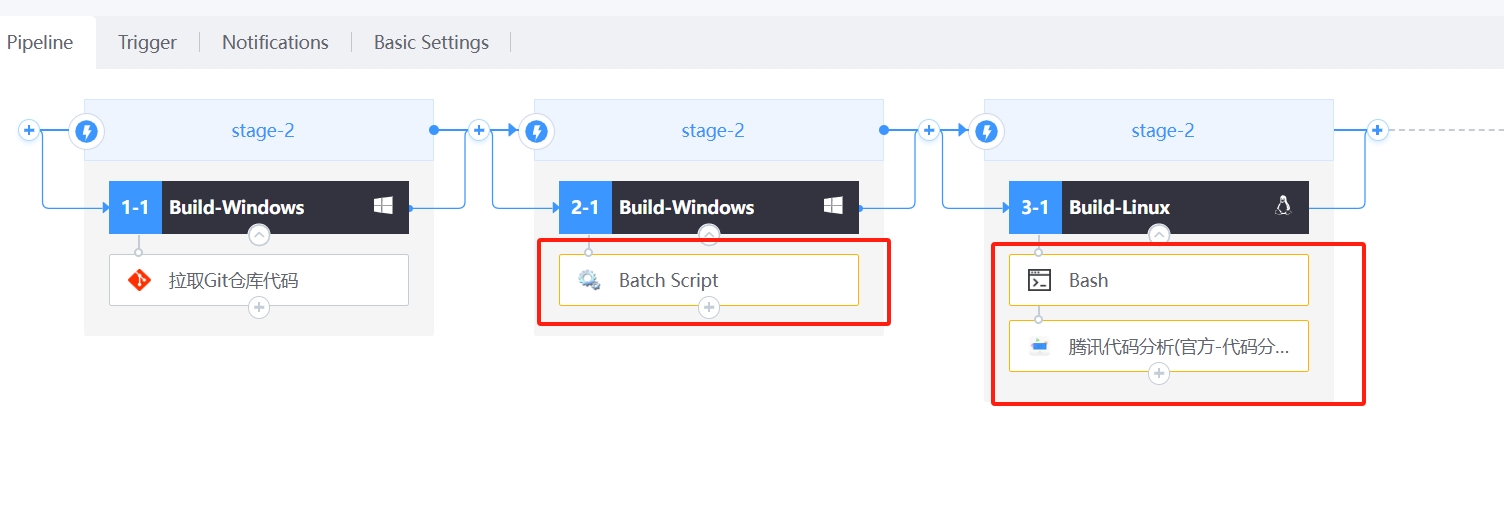 Pipeline Trigger Notifications Basic Settings
stage-2
1-1 Build-Windows
拉取Git仓库代码
stage-2
2-1 Build-Windows
Batch Script
stage-2
3-1 Build-Linux
Bash
腾讯代码分析(官方-代码分...